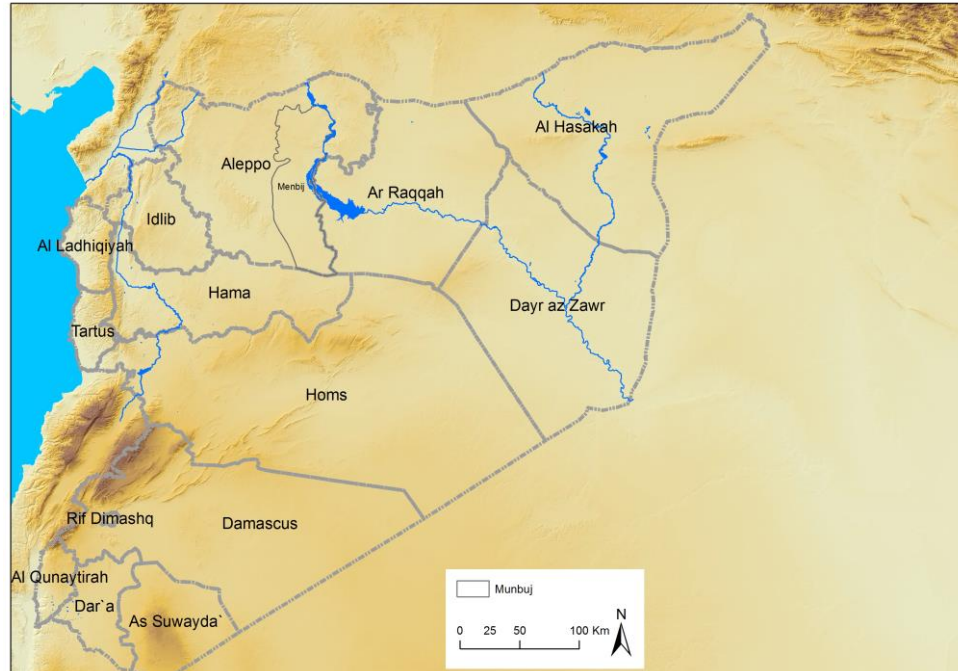 Al Hasakah
Aleppo
Menbij
Ar Raqqah
Idlib
Al Ladhiqiyah
Hama
Dayr az Zawr
Tartus
Homs
Rif Dimashq
Damascus
Al Qunaytirah
Dar`a
As Suwayda`
Munbuj
N
0 25 50 100 Km